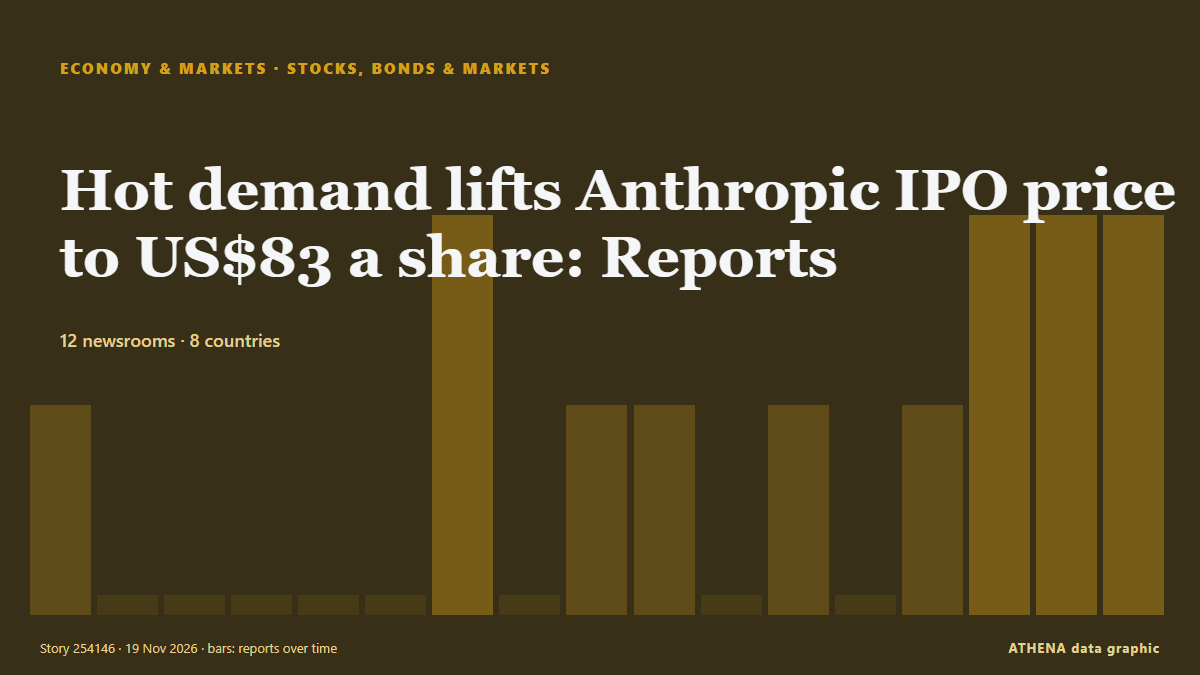 ECONOMY & MARKETS · STOCKS, BONDS & MARKETS
Hot demand lifts Anthropic IPO price
to US$83 a share: Reports
12 newsrooms · 8 countries
Story 254146 · 19 Nov 2026 · bars: reports over time
ATHENA data graphic